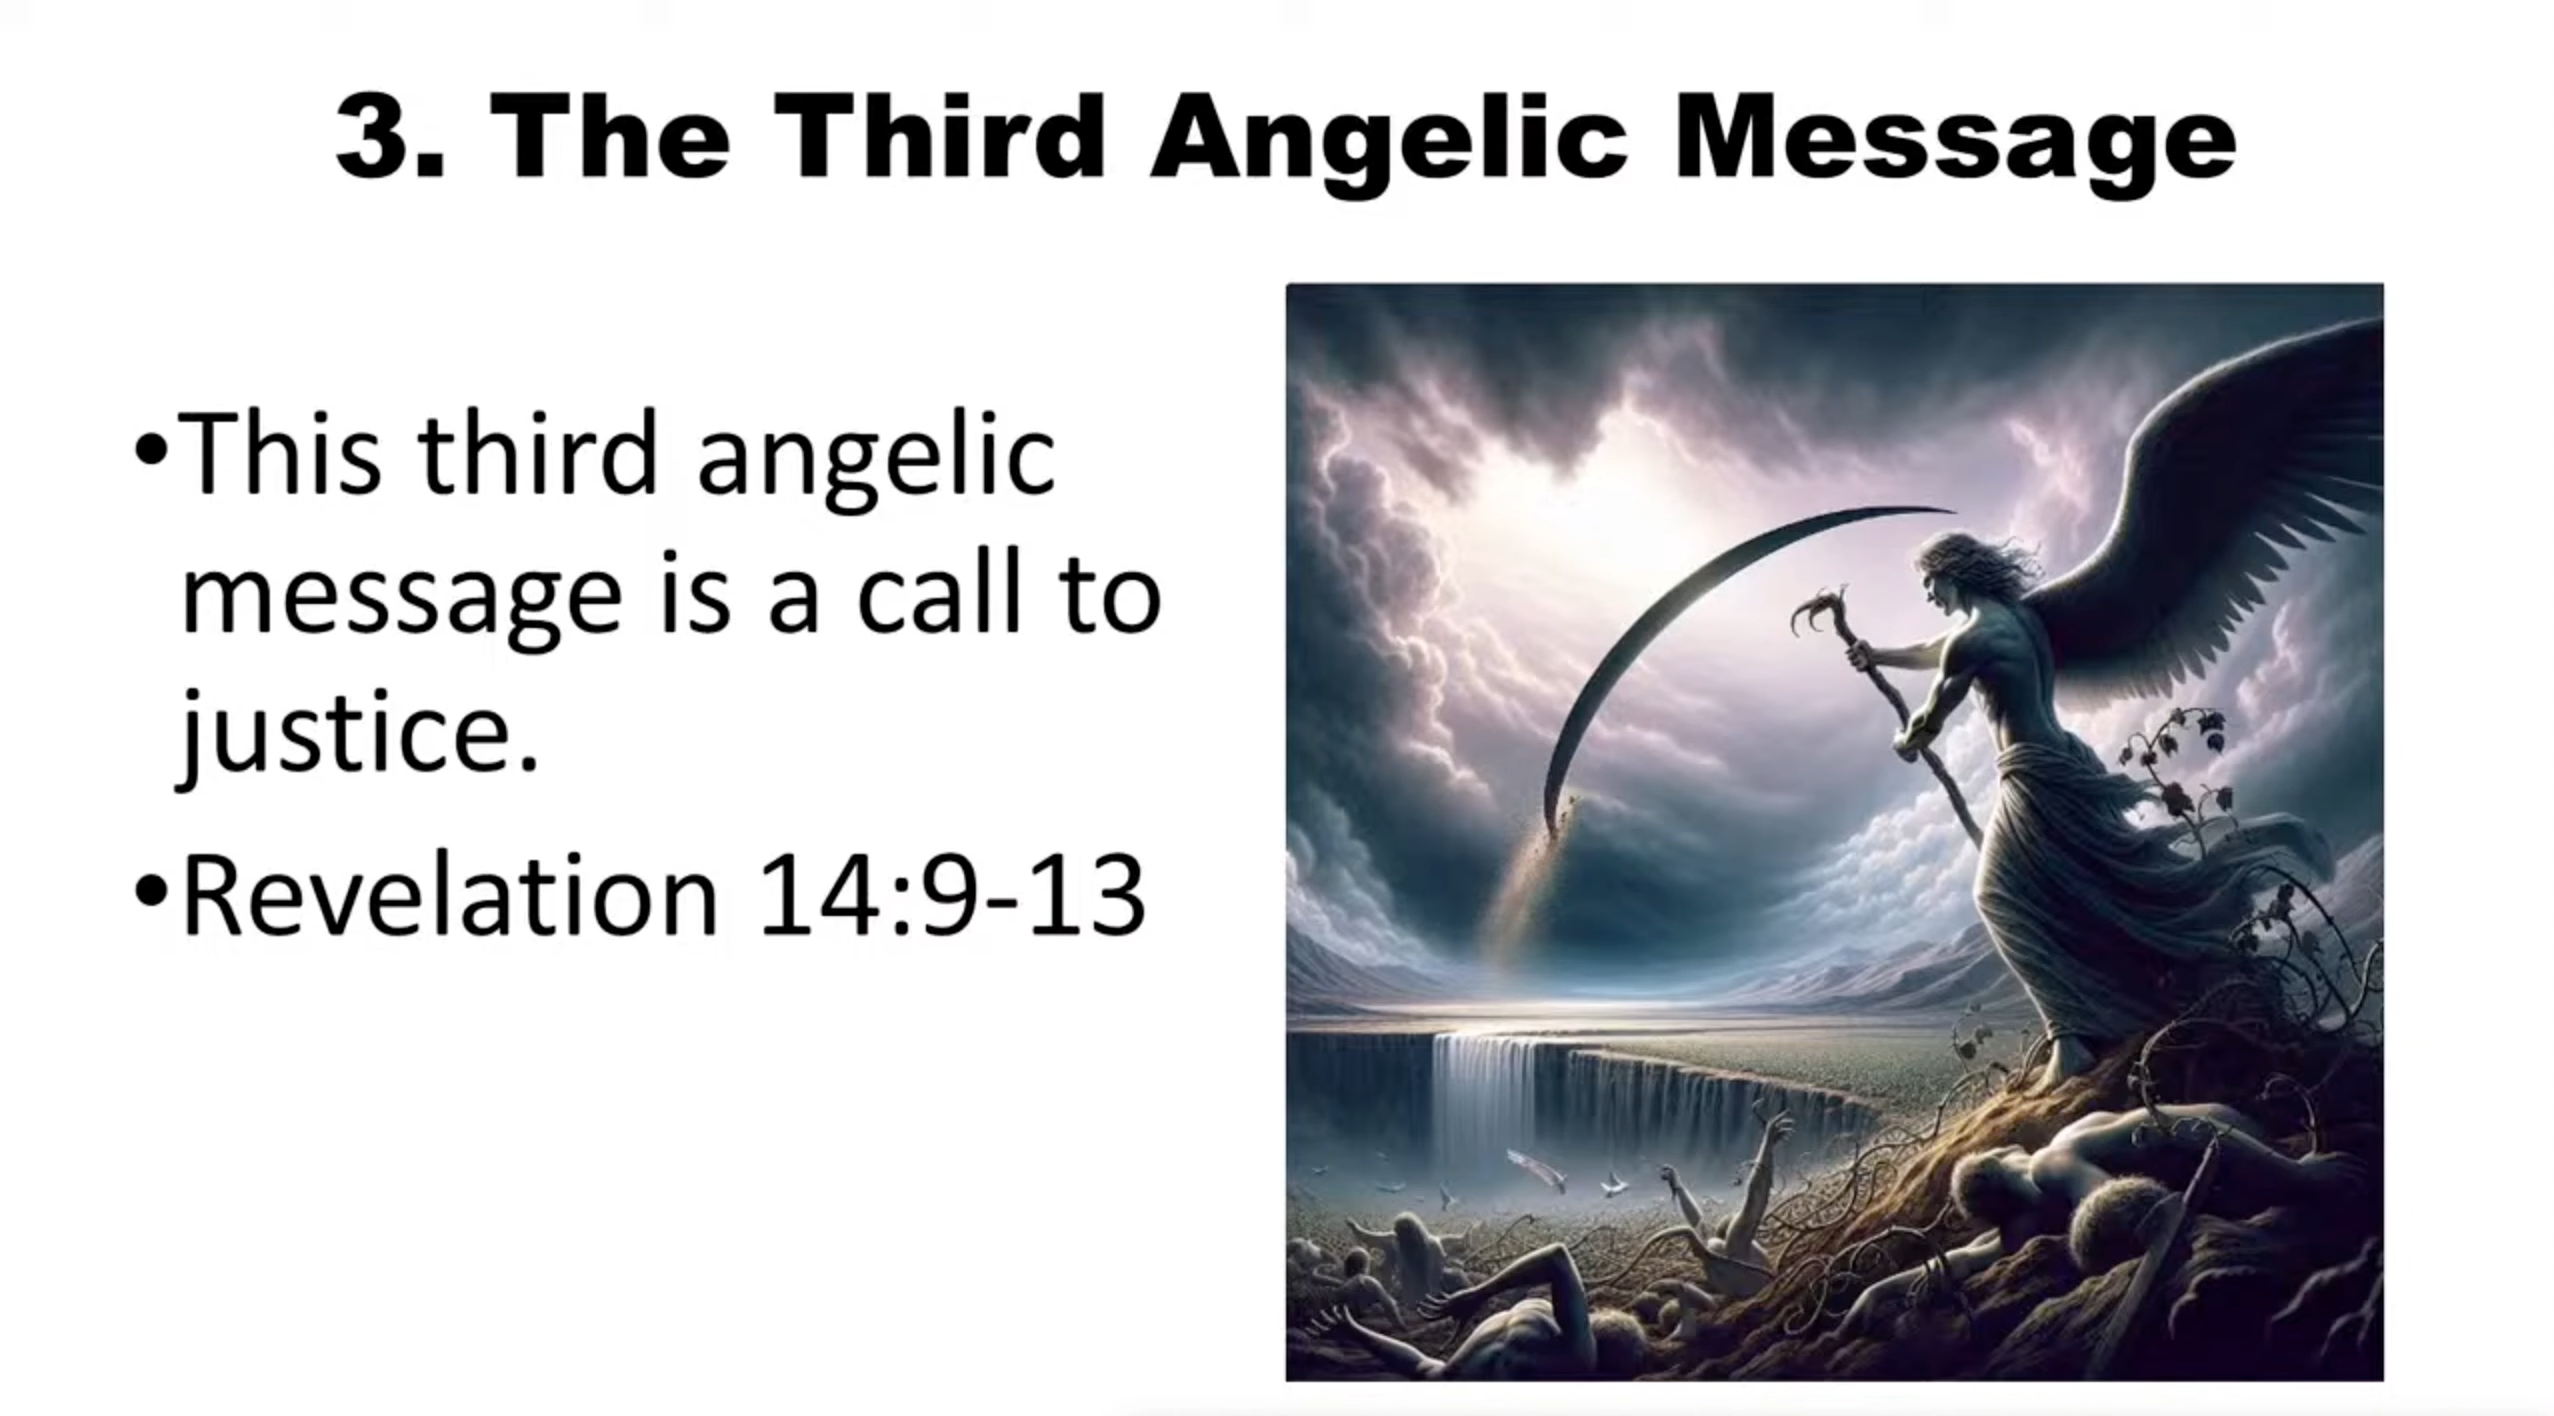 3. The Third Angelic Message
•This third angelic
message is a call to
justice.
•Revelation 14:9-13